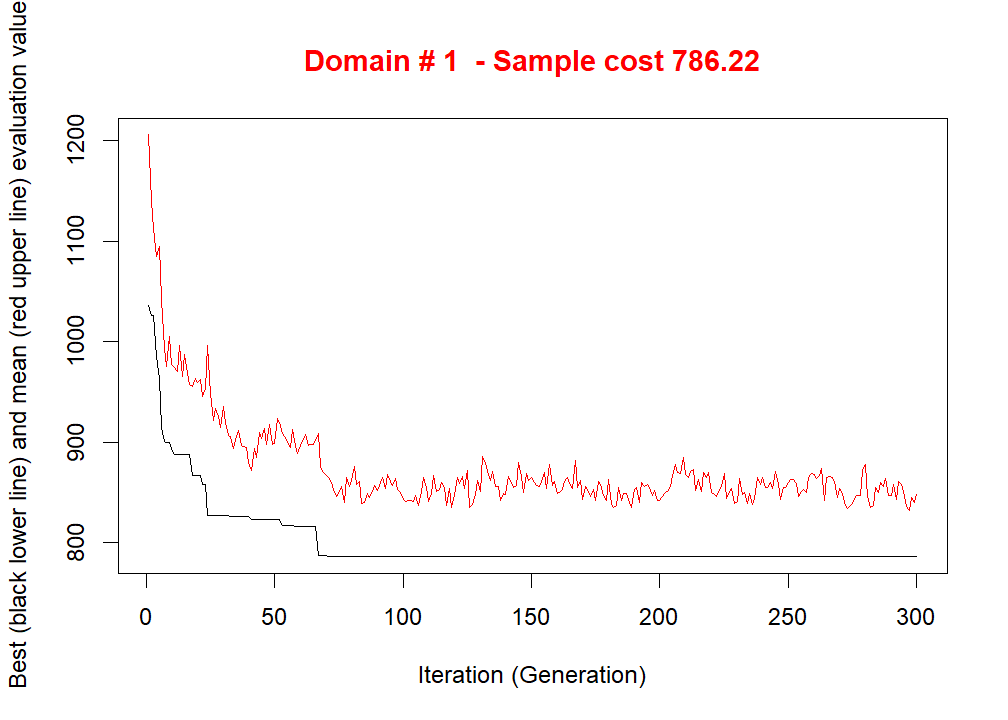 Domain # 1  - Sample cost 786.22
Best (black lower line) and mean (red upper line) evaluation value
1200
1100
1000
900
800
0 50 100 150 200 250 300
Iteration (Generation)